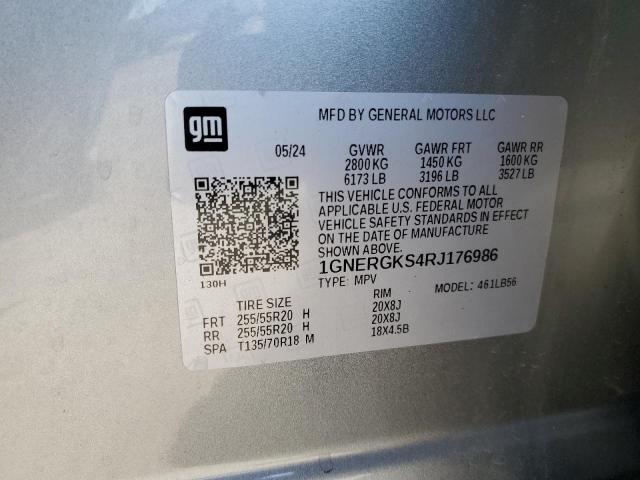 gm
MFD BY GENERAL MOTORS LLC
05/24 GVWR GAWR FRT GAWR RR
2800 KG 1450 KG 1600 KG
6173 LB 3196 LB 3527 LB
THIS VEHICLE CONFORMS TO ALL
APPLICABLE U.S. FEDERAL MOTOR
VEHICLE SAFETY STANDARDS IN EFFECT
ON THE DATE OF MANUFACTURE
SHOWN ABOVE.
1GNERGKS4RJ176986
130H
TYPE: MPV MODEL: 461LB56
TIRE SIZE RIM
FRT 255/55R20 H 20X8J
RR 255/55R20 H 20X8J
SPA T135/70R18 M 18X4.5B